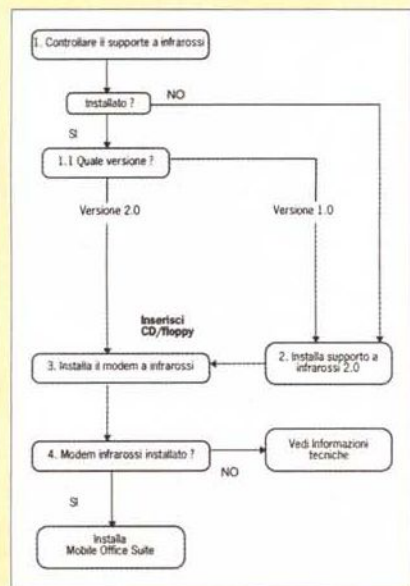 1. Controllare il supporte a infrarossi
Installato ?
NO
SI
1.1 Quale versione ?
Versione 2.0
Versione 1.0
Inserisci
CD/floppy
3. Installa il modem a infrarossi
2. Installa supporto a
infrarossi 2.0
4. Modem infrarossi installato ?
NO
Vedi Informazioni
tecniche
SI
Installa
Mobile Office Suite